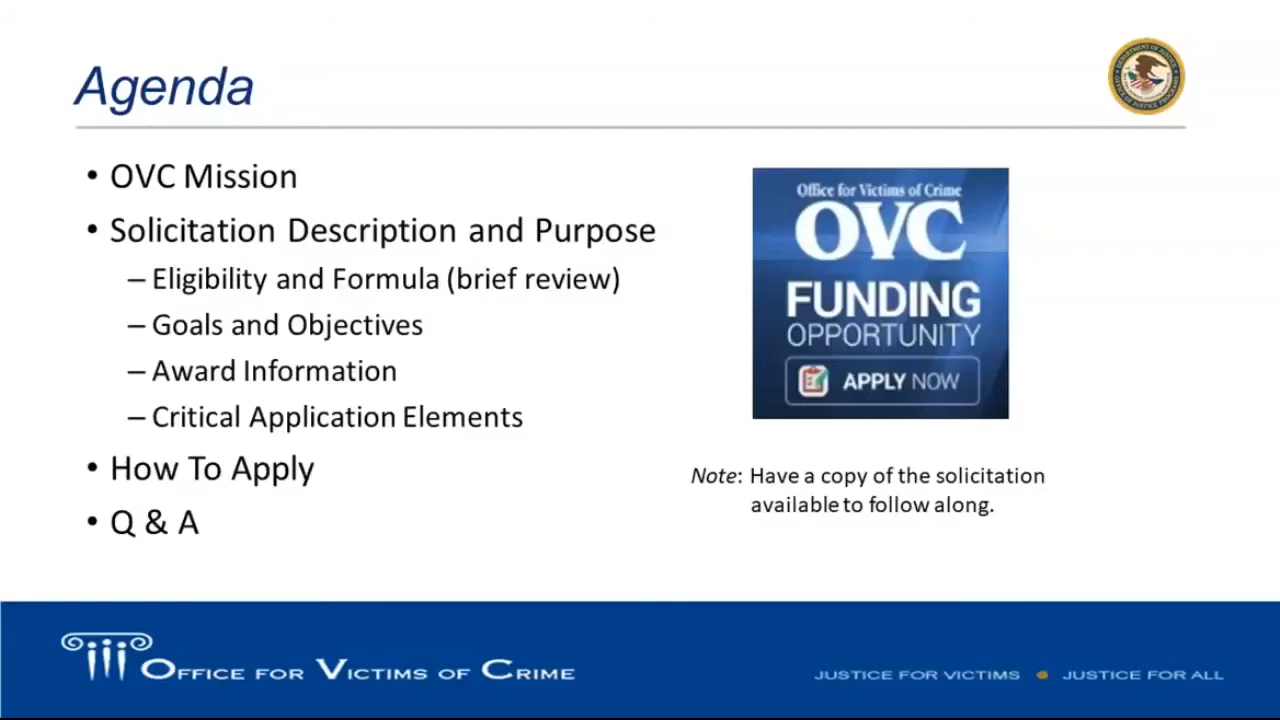 Agenda
• OVC Mission
• Solicitation Description and Purpose
– Eligibility and Formula (brief review)
– Goals and Objectives
– Award Information
– Critical Application Elements
• How To Apply
• Q & A
Office for Victims of Crime
OVC
FUNDING
OPPORTUNITY
APPLY NOW
Note: Have a copy of the solicitation
available to follow along.
OFFICE FOR VICTIMS OF CRIME
JUSTICE FOR VICTIMS • JUSTICE FOR ALL